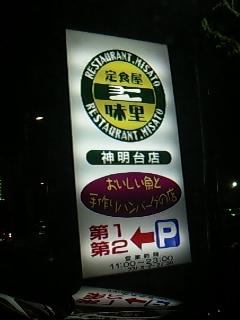 RESTAURANT.MISATO
定食屋
味里
RESTAURANT.MISATO
神明台店
おいしい魚と
手作りハンバーグの店
第1
第2
P
営業時間
11:00～23:00